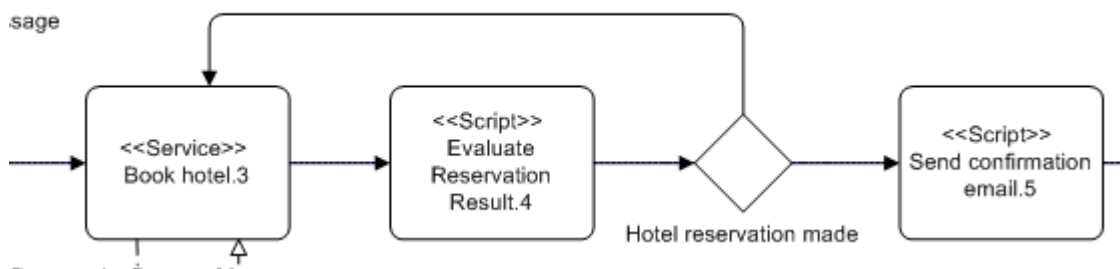 sage
<<Service>>
Book hotel.3
<<Script>>
Evaluate
Reservation
Result.4
Hotel reservation made
<<Script>>
Send confirmation
email.5